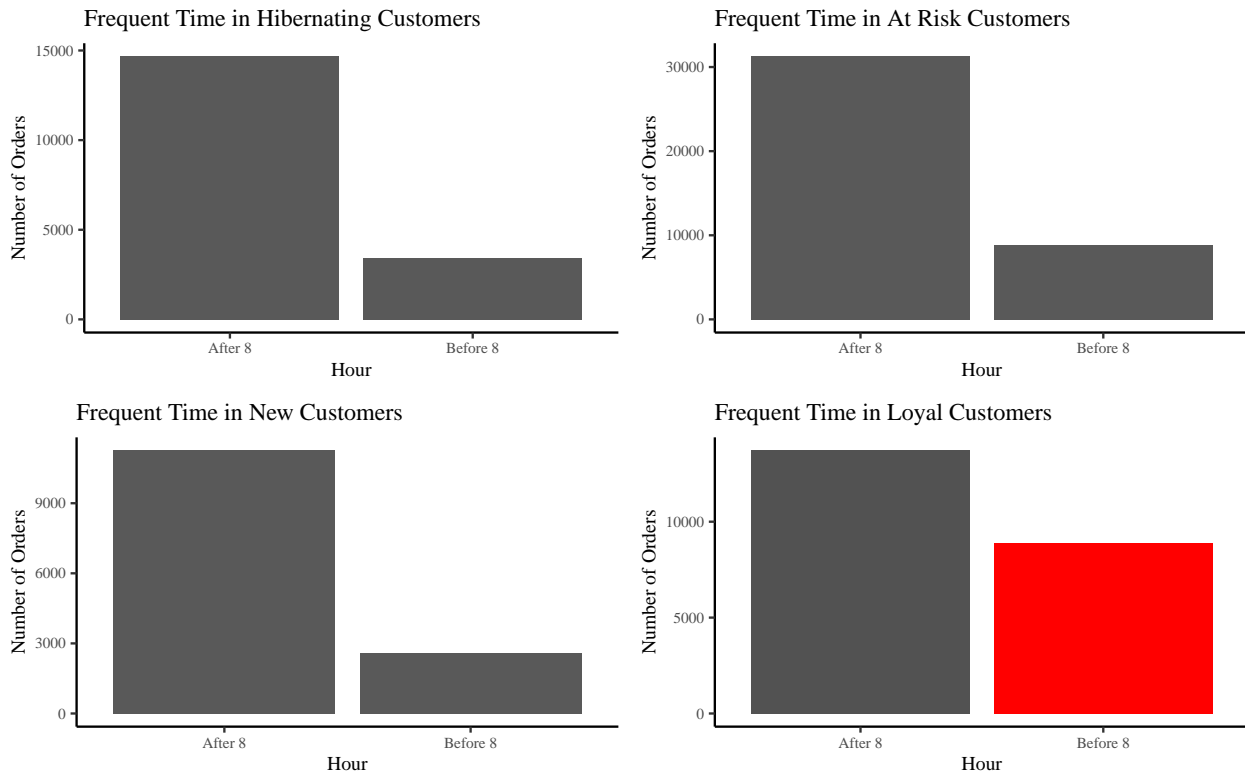 Frequent Time in Hibernating Customers
15000
10000
5000
0
Number of Orders
After 8
Before 8
Hour
Frequent Time in At Risk Customers
30000
20000
10000
0
Number of Orders
After 8
Before 8
Hour
Frequent Time in New Customers
9000
6000
3000
0
Number of Orders
After 8
Before 8
Hour
Frequent Time in Loyal Customers
10000
5000
0
Number of Orders
After 8
Before 8
Hour